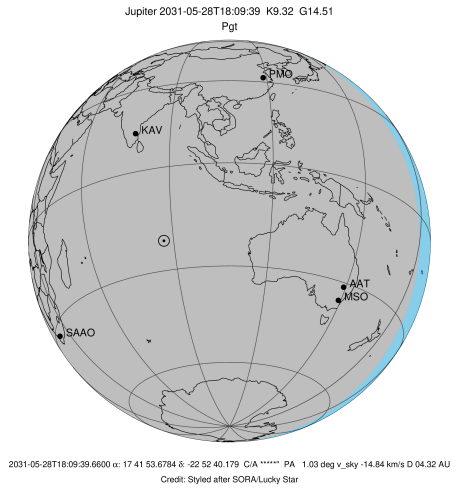 Jupiter 2031-05-28T18:09:39  K9.32  G14.51
Pgt
PMO
KAV
AAT
MSO
SAAO
2031-05-28T18:09:39.6600 α: 17 41 53.6784 δ: -22 52 40.179  C/A *****"  PA   1.03 deg v_sky -14.84 km/s D 04.32 AU
Credit: Styled after SORA/Lucky Star